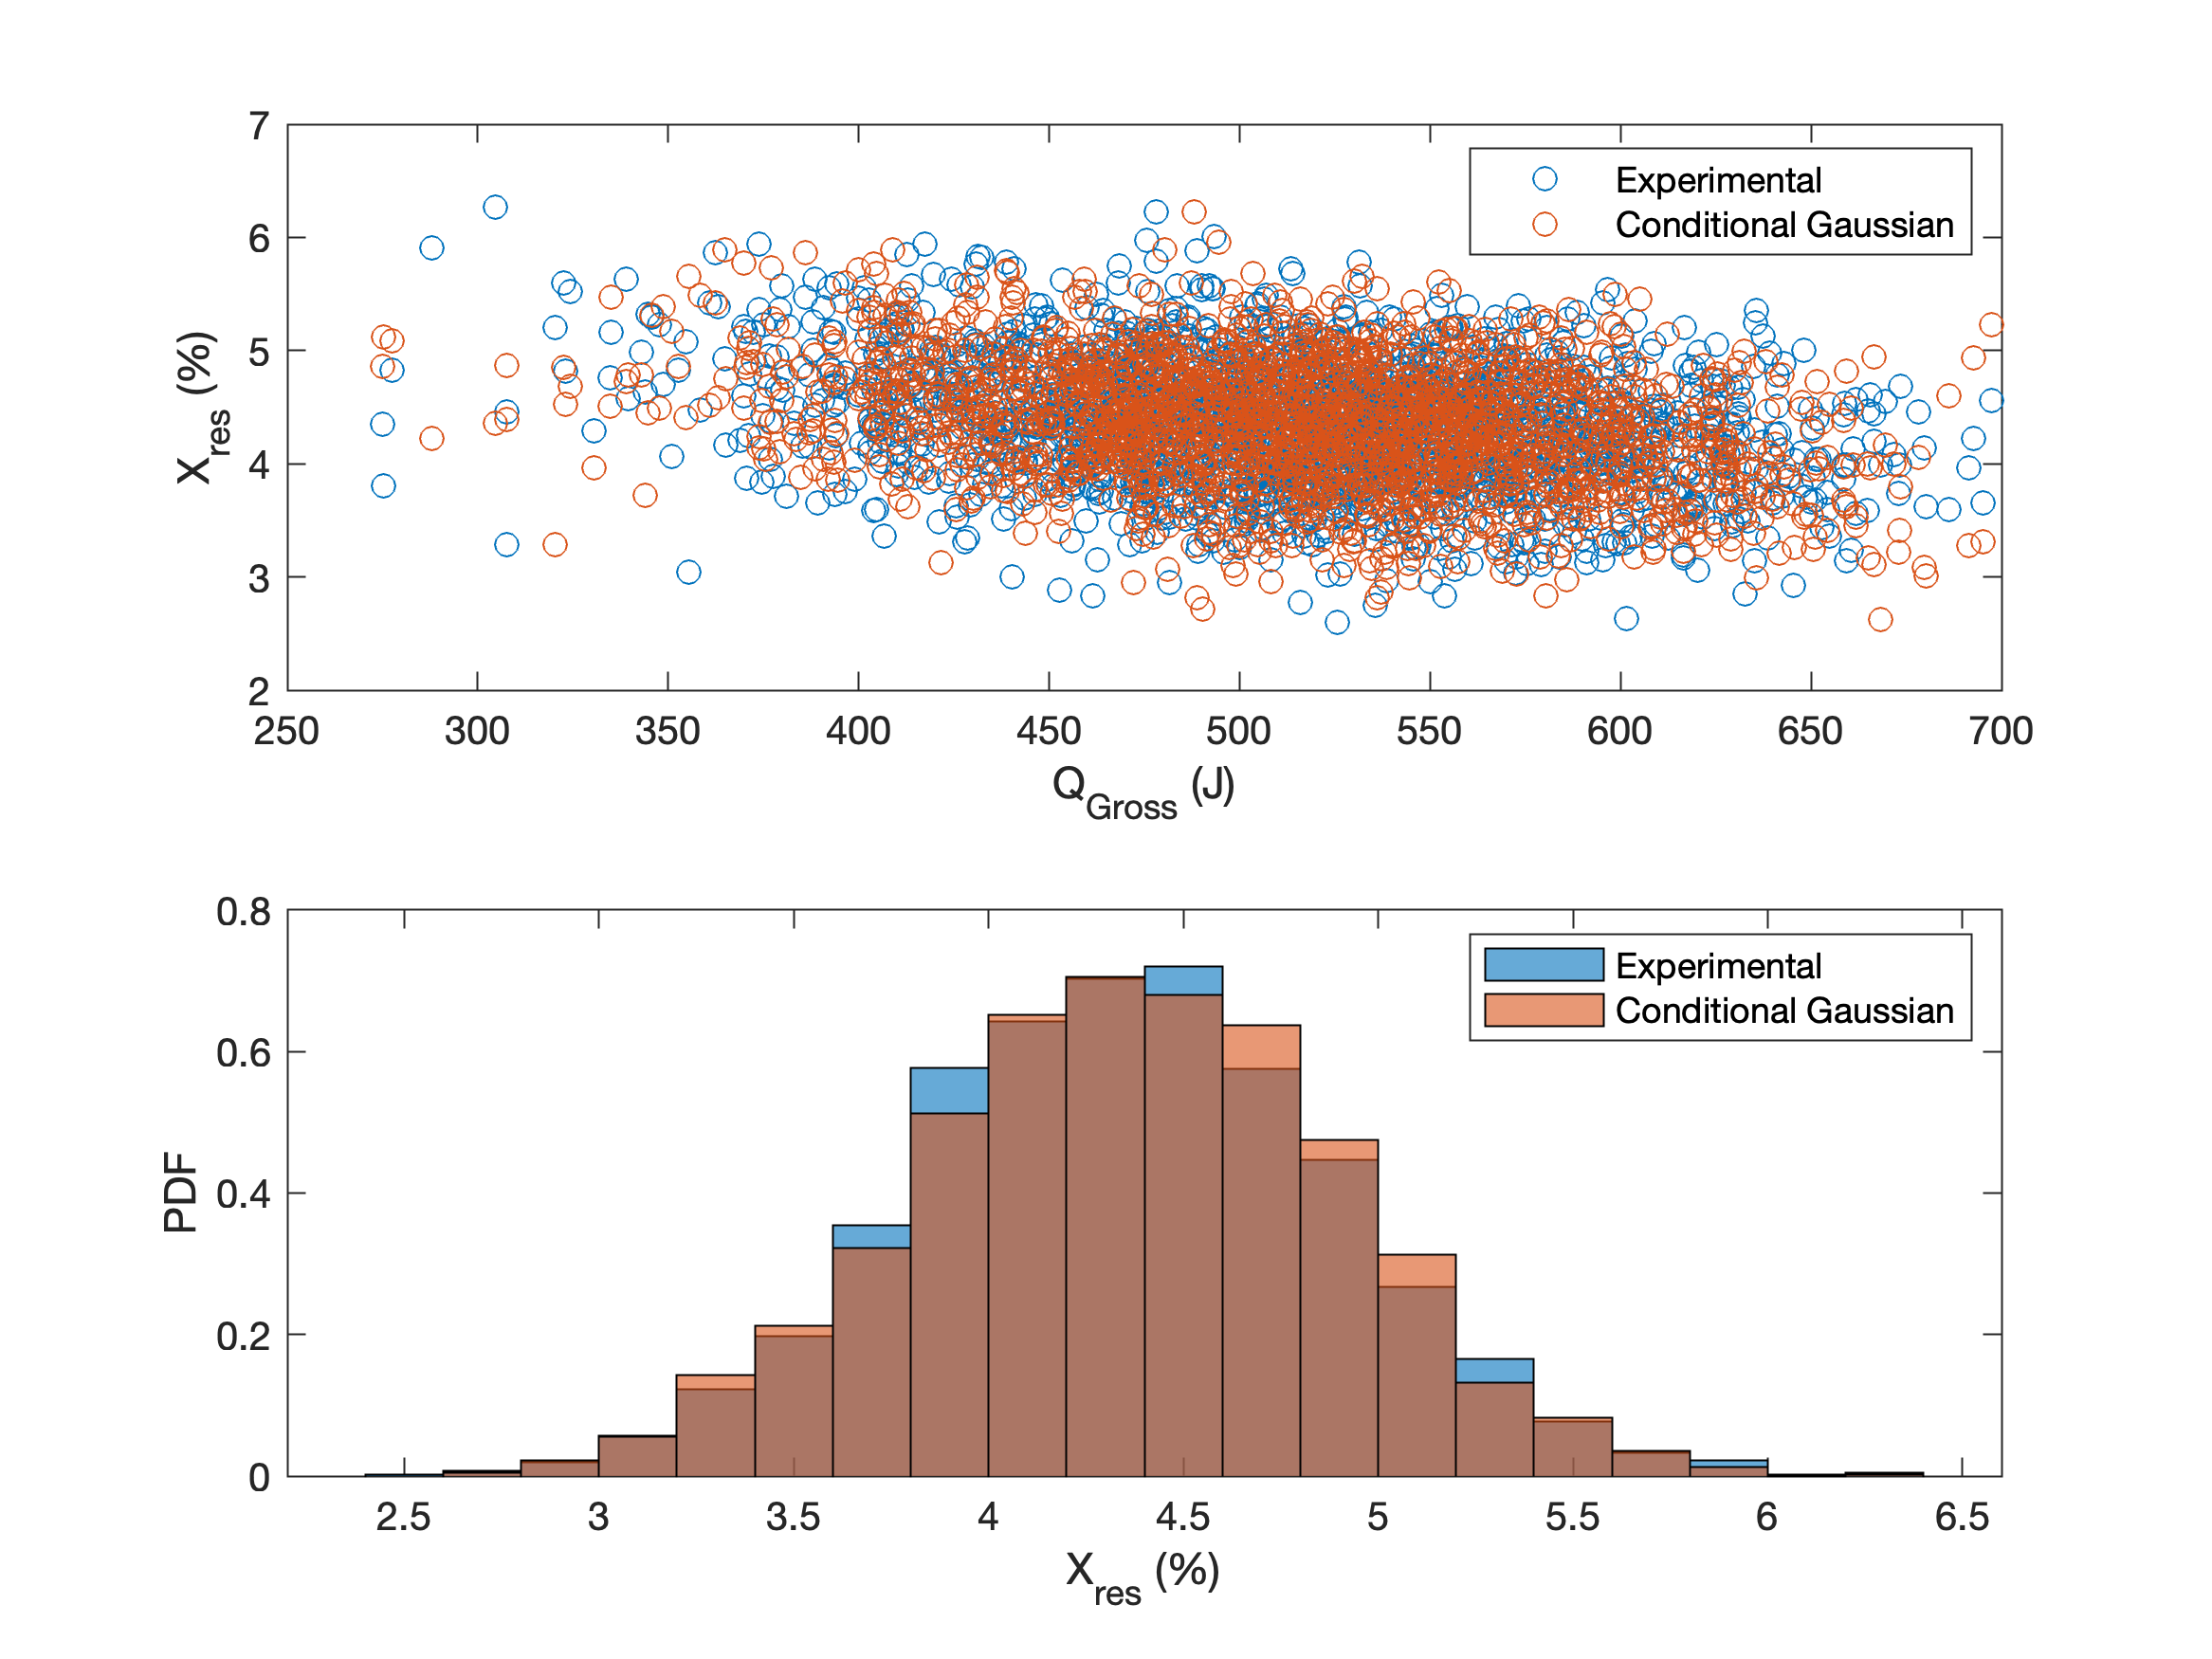 7
6
5
4
3
2
X_res (%)
Experimental
Conditional Gaussian
250 300 350 400 450 500 550 600 650 700
Q_Gross (J)
0.8
0.6
0.4
0.2
0
PDF
Experimental
Conditional Gaussian
2.5 3 3.5 4 4.5 5 5.5 6 6.5
X_res (%)